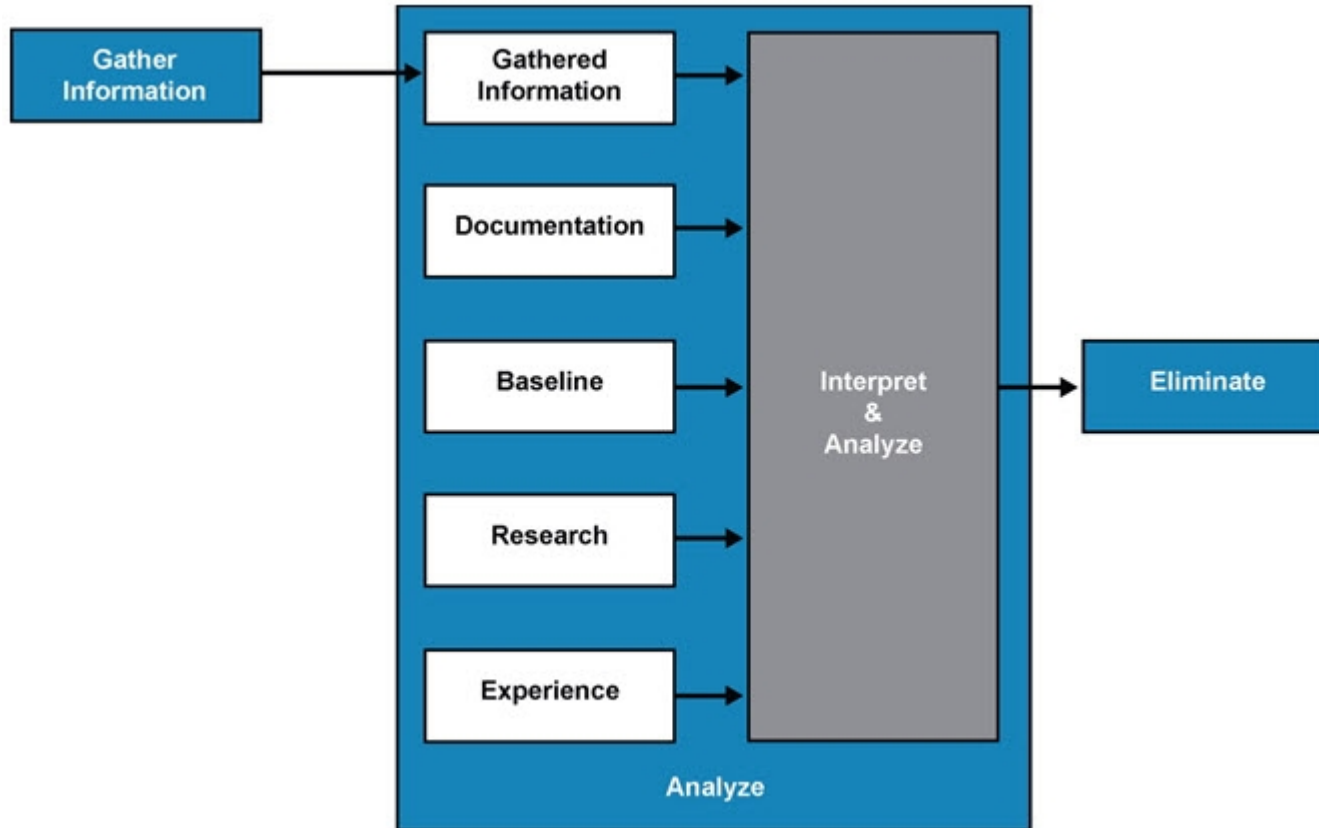 Gather
Information
Gathered
Information
Documentation
Baseline
Research
Experience
Interpret
&
Analyze
Eliminate
Analyze